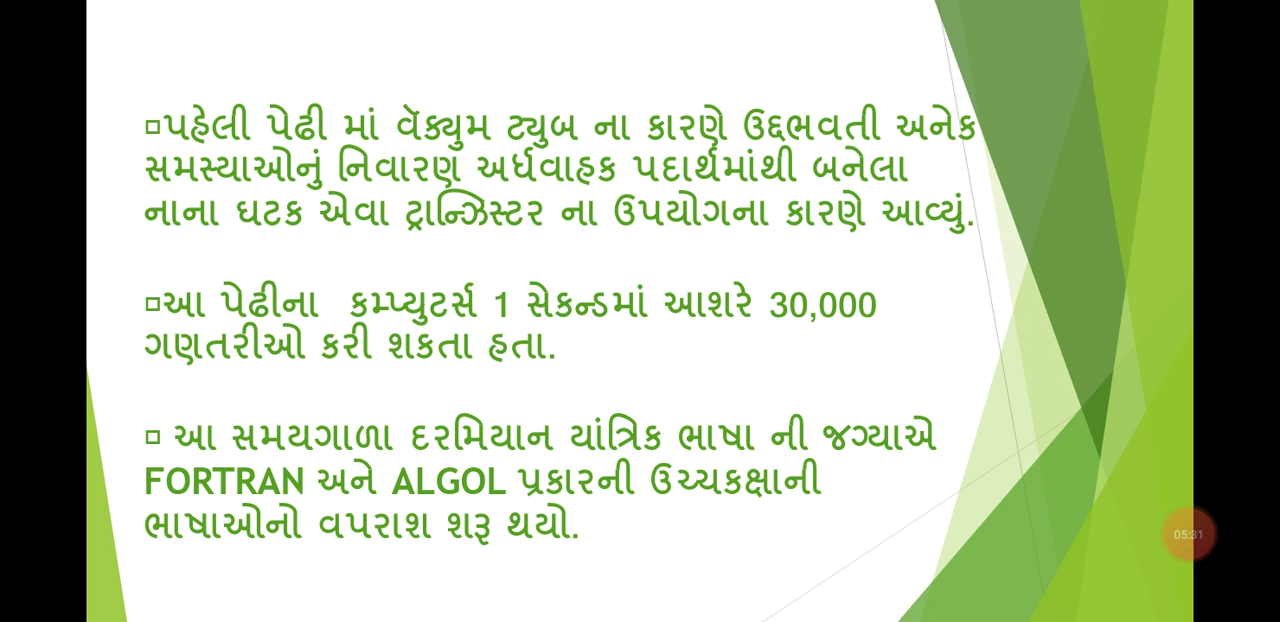 ▫પહેલી પેઢી માં વૅક્યુમ ટ્યુબ ના કારણે ઉદ્દભવતી અનેક
સમસ્યાઓનું નિવારણ અર્ધવાહક પદાર્થમાંથી બનેલા
નાના ઘટક એવા ટ્રાન્ઝિસ્ટર ના ઉપયોગના કારણે આવ્યું.
▫આ પેઢીના કમ્પ્યુટર્સ 1 સેકન્ડમાં આશરે 30,000
ગણતરીઓ કરી શકતા હતા.
▫ આ સમયગાળા દરમિયાન યાંત્રિક ભાષા ની જગ્યાએ
FORTRAN અને ALGOL પ્રકારની ઉચ્ચકક્ષાની
ભાષાઓનો વપરાશ શરૂ થયો.
05:31